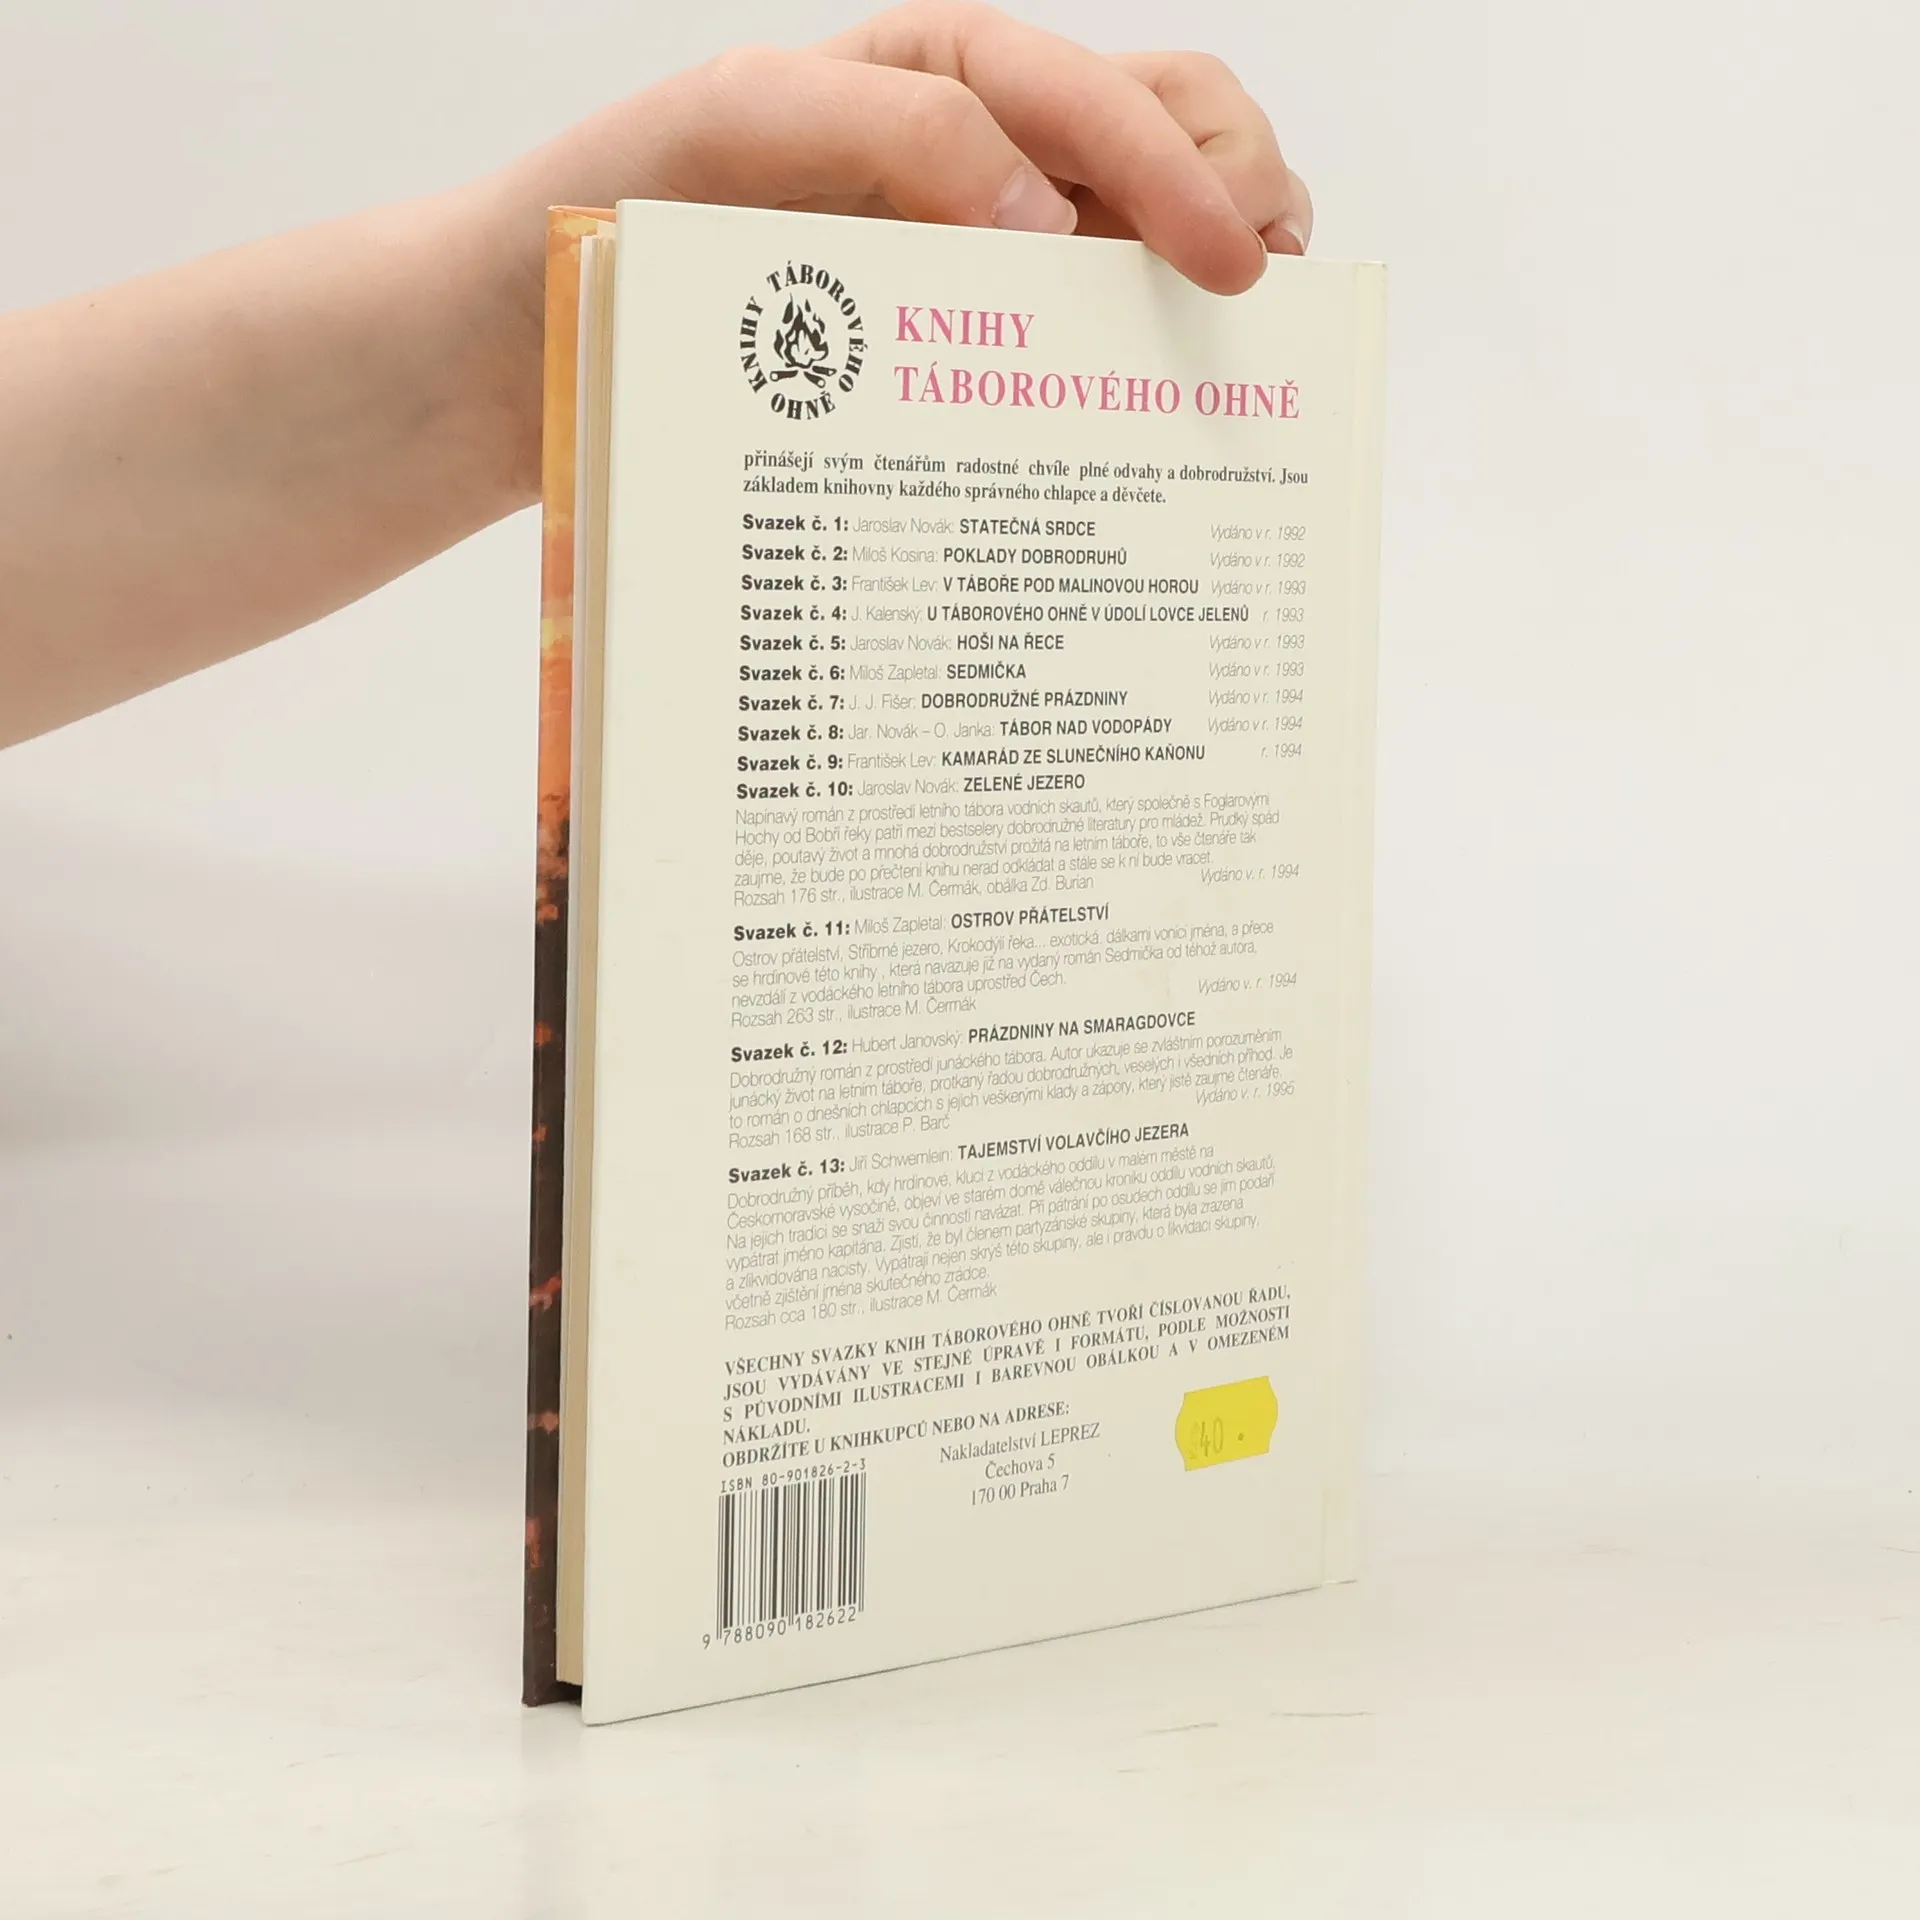 KNIHY TÁBOROVÉHO OHNĚ
KNIHY
TÁBOROVÉHO OHNĚ
přinášejí svým čtenářům radostné chvíle plné odvahy a dobrodružství. Jsou
základem knihovny každého správného chlapce a děvčete.
Svazek č. 1: Jaroslav Novák: STATEČNÁ SRDCE Vydáno v r. 1992
Svazek č. 2: Miloš Kosina: POKLADY DOBRODRUHŮ Vydáno v r. 1992
Svazek č. 3: František Lev: V TÁBOŘE POD MALINOVOU HOROU Vydáno v r. 1993
Svazek č. 4: J. Kalenský: U TÁBOROVÉHO OHNĚ V ÚDOLÍ LOVCE JELENŮ r. 1993
Svazek č. 5: Jaroslav Novák: HOŠI NA ŘECE Vydáno v r. 1993
Svazek č. 6: Miloš Zapletal: SEDMIČKA Vydáno v r. 1993
Svazek č. 7: J. J. Fišer: DOBRODRUŽNÉ PRÁZDNINY Vydáno v r. 1994
Svazek č. 8: Jar. Novák – O. Janka: TÁBOR NAD VODOPÁDY Vydáno v r. 1994
Svazek č. 9: František Lev: KAMARÁD ZE SLUNEČNÍHO KAŇONU r. 1994
Svazek č. 10: Jaroslav Novák: ZELENÉ JEZERO
Napínavý román z prostředí letního tábora vodních skautů, který společně s Foglarovými
Hochy od Bobří řeky patří mezi bestsellery dobrodružné literatury pro mládež. Prudký spád
děje, poutavý život a mnohá dobrodružství prožitá na letním táboře, to vše čtenáře tak
zaujme, že bude po přečtení knihu nerad odkládat a stále se k ní bude vracet.
Rozsah 176 str., ilustrace M. Čermák, obálka Zd. Burian Vydáno v. r. 1994
Svazek č. 11: Miloš Zapletal: OSTROV PŘÁTELSTVÍ
Ostrov přátelství, Stříbrné jezero, Krokodýlí řeka... exotická, dálkami vonící jména, a přece
se hrdinové této knihy , která navazuje již na vydaný román Sedmička od téhož autora,
nevzdálí z vodáckého letního tábora uprostřed Čech.
Rozsah 263 str., ilustrace M. Čermák Vydáno v. r. 1994
Svazek č. 12: Hubert Janovský: PRÁZDNINY NA SMARAGDOVCE
Dobrodružný román z prostředí junáckého tábora. Autor ukazuje se zvláštním porozuměním
junácký život na letním táboře, protkaný řadou dobrodružných, veselých i všedních příhod. Je
to román o dnešních chlapcích s jejich veškerými klady a zápory, který jistě zaujme čtenáře.
Rozsah 168 str., ilustrace P. Barč Vydáno v. r. 1995
Svazek č. 13: Jiří Schwemlein: TAJEMSTVÍ VOLAVČÍHO JEZERA
Dobrodružný příběh, kdy hrdinové, kluci z vodáckého oddílu v malém městě na
Českomoravské vysočině, objeví ve starém domě válečnou kroniku oddílu vodních skautů.
Na jejich tradici se snaží svou činností navázat. Při pátrání po osudech oddílu se jim podaří
vypátrat jméno kapitána. Zjistí, že byl členem partyzánské skupiny, která byla zrazena
a zlikvidována nacisty. Vypátrají nejen skrýš této skupiny, ale i pravdu o likvidaci skupiny,
včetně zjištění jména skutečného zrádce.
Rozsah cca 180 str., ilustrace M. Čermák
VŠECHNY SVAZKY KNIH TÁBOROVÉHO OHNĚ TVOŘÍ ČÍSLOVANOU ŘADU,
JSOU VYDÁVÁNY VE STEJNÉ ÚPRAVĚ I FORMÁTU, PODLE MOŽNOSTI
S PŮVODNÍMI ILUSTRACEMI I BAREVNOU OBÁLKOU A V OMEZENÉM
NÁKLADU.
OBDRŽÍTE U KNIHKUPCŮ NEBO NA ADRESE:
Nakladatelství LEPREZ
Čechova 5
170 00 Praha 7
40.
ISBN 80-901826-2-3
9 788090 182622